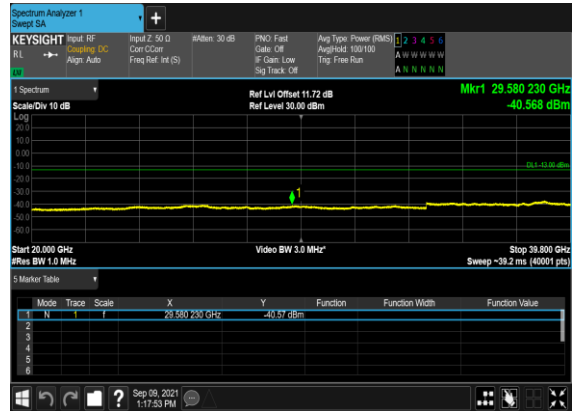 Spectrum Analyzer 1
Swept SA
+
KEYSIGHT Input: RF Input Z: 50 Ω #Atten: 30 dB PNO: Fast Avg Type: Power (RMS) 1 2 3 4 5 6
RL Coupling: DC Corr CCorr Gate: Off Avg|Hold: 100/100 A W W W W W
Align: Auto Freq Ref: Int (S) IF Gain: Low Trig: Free Run
Sig Track: Off A N N N N N
1 Spectrum
Ref Lvl Offset 11.72 dB Mkr1 29.580 230 GHz
Scale/Div 10 dB Ref Level 30.00 dBm -40.568 dBm
Log
20.0
10.0
0.00
-10.0 DL1 -13.00 dBm
-20.0
-30.0 1
-40.0
-50.0
-60.0
Start 20.000 GHz Video BW 3.0 MHz* Stop 39.800 GHz
#Res BW 1.0 MHz Sweep ~39.2 ms (40001 pts)
5 Marker Table
Mode Trace Scale X Y Function Function Width Function Value
1 N 1 f 29.580 230 GHz -40.57 dBm
2
3
4
5
6
? Sep 09, 2021
1:17:53 PM